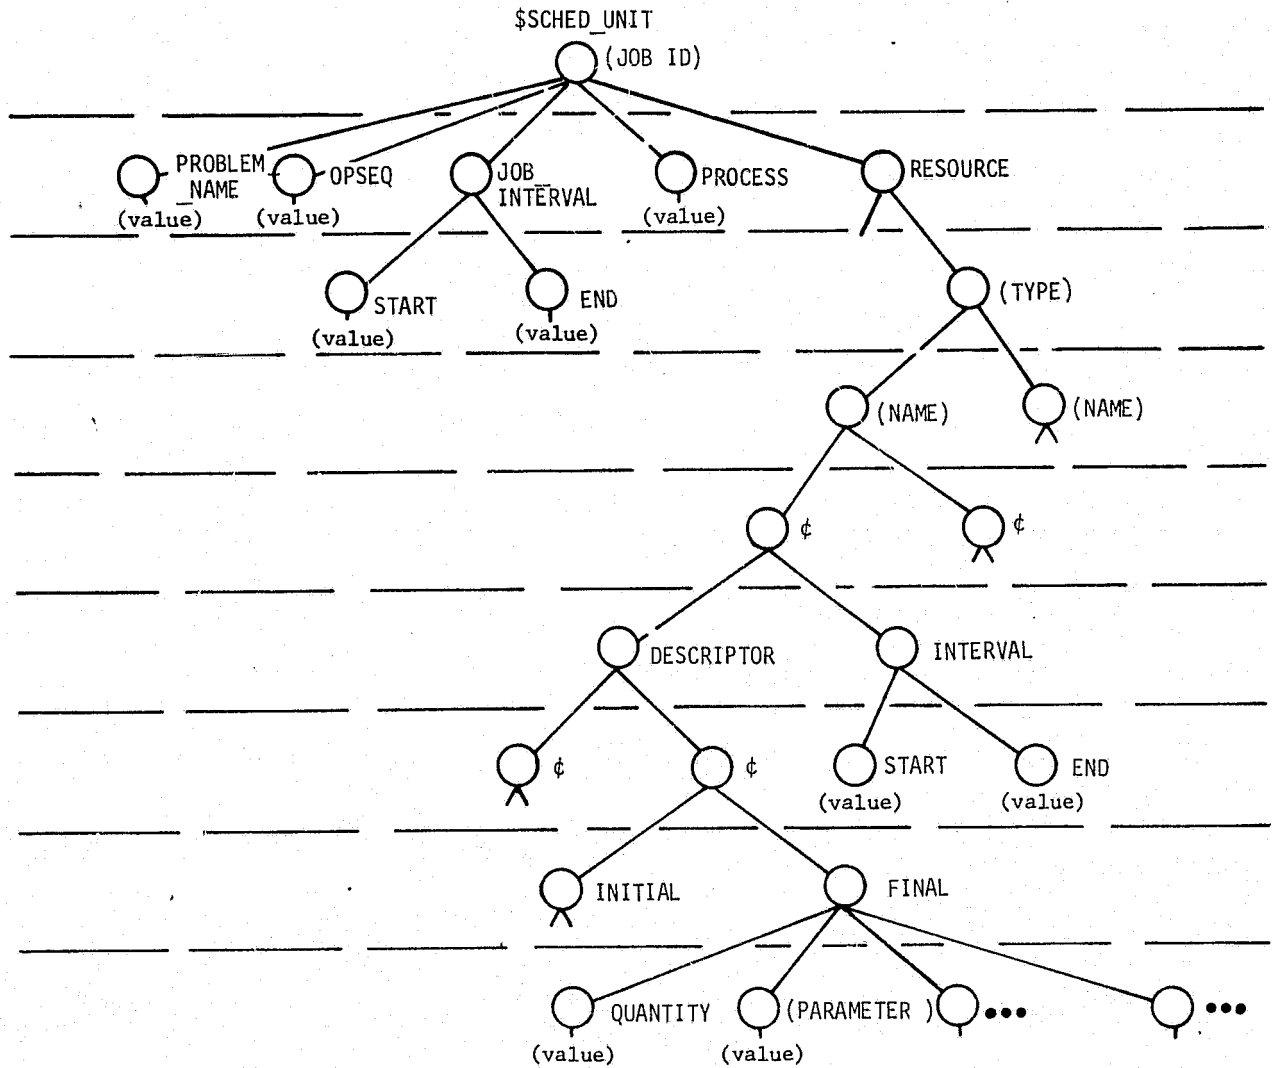 $SCHED_UNIT
(JOB ID)
PROBLEM
_NAME
(value)
OPSEQ
(value)
JOB_
INTERVAL
PROCESS
(value)
RESOURCE
START
(value)
END
(value)
(TYPE)
(NAME)
(NAME)
¢
¢
DESCRIPTOR
INTERVAL
¢
¢
START
(value)
END
(value)
INITIAL
FINAL
QUANTITY
(value)
(PARAMETER )
(value)
•••
•••